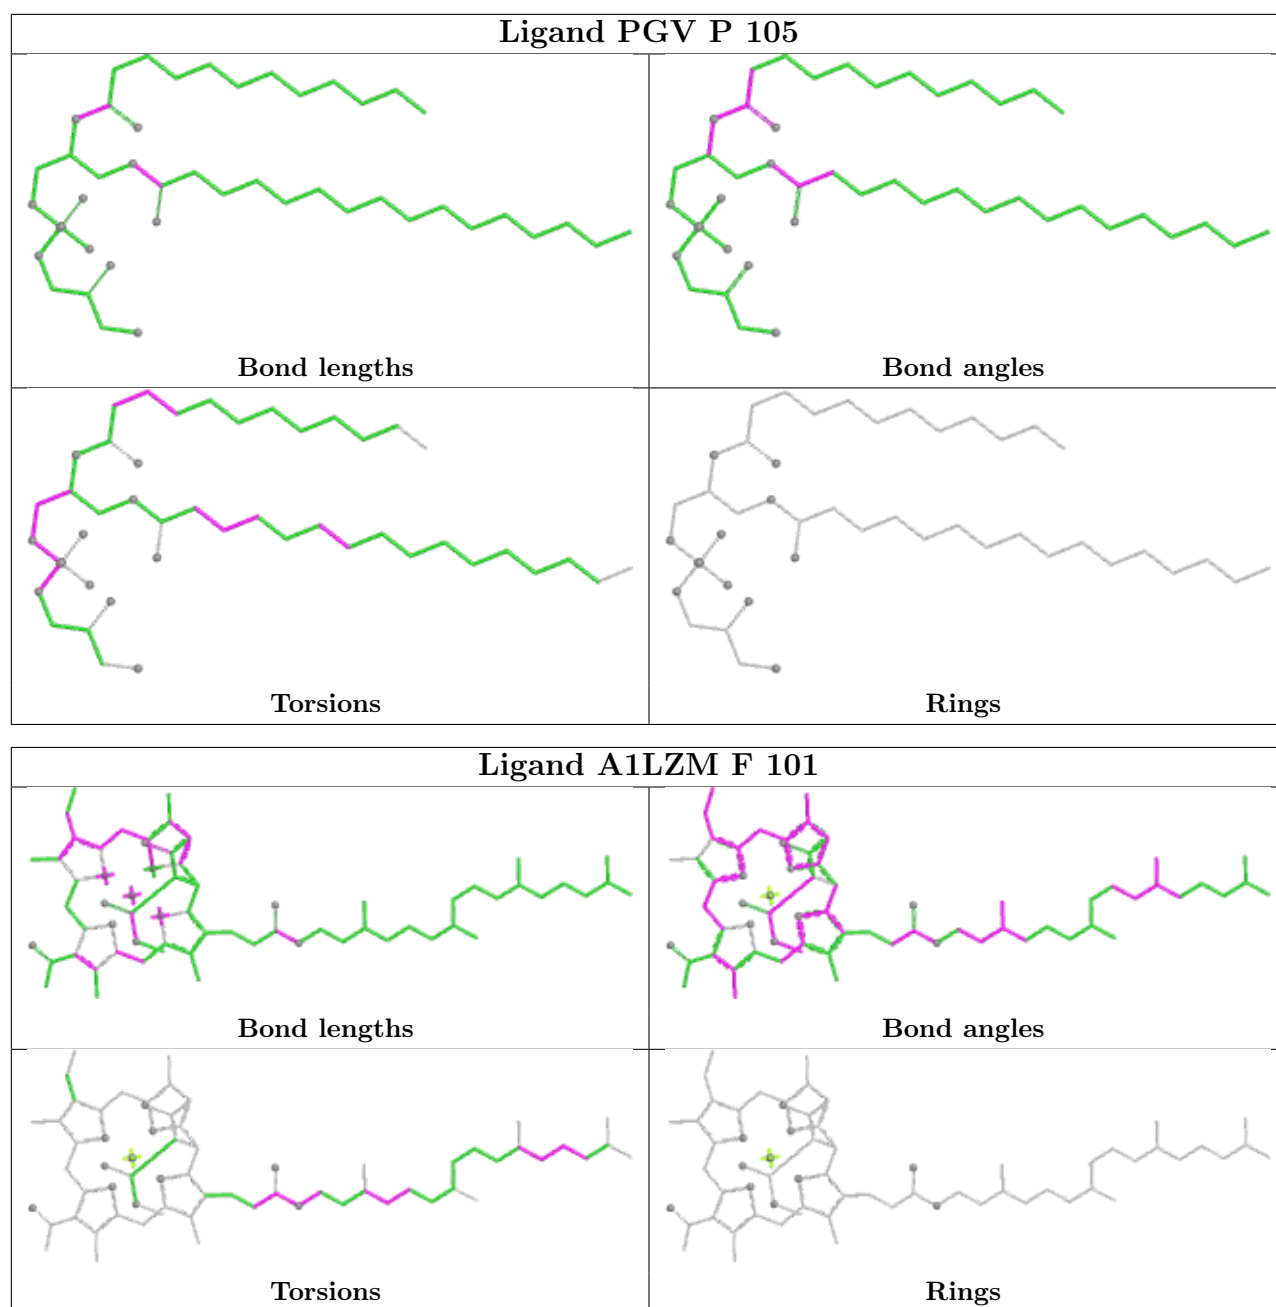 Ligand PGV P 105
Bond lengths
Bond angles
Torsions
Rings
Ligand A1LZM F 101
Bond lengths
Bond angles
Torsions
Rings